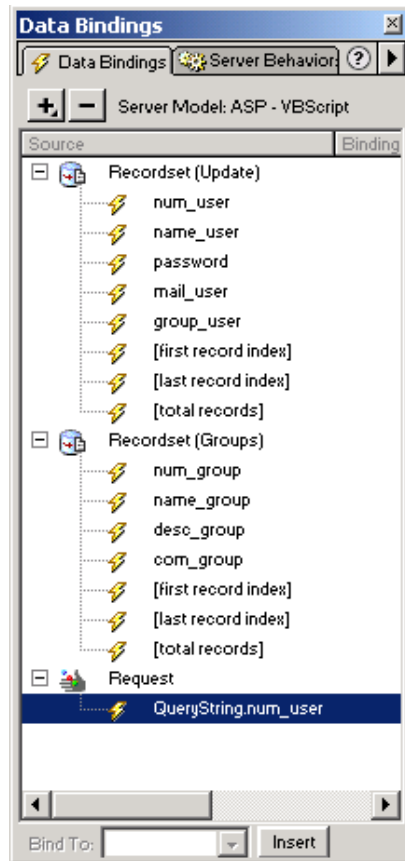 Data Bindings
Data Bindings Server Behavior
Server Model: ASP - VBScript
Source Binding
Recordset (Update)
num_user
name_user
password
mail_user
group_user
[first record index]
[last record index]
[total records]
Recordset (Groups)
num_group
name_group
desc_group
com_group
[first record index]
[last record index]
[total records]
Request
QueryString.num_user
Bind To: Insert